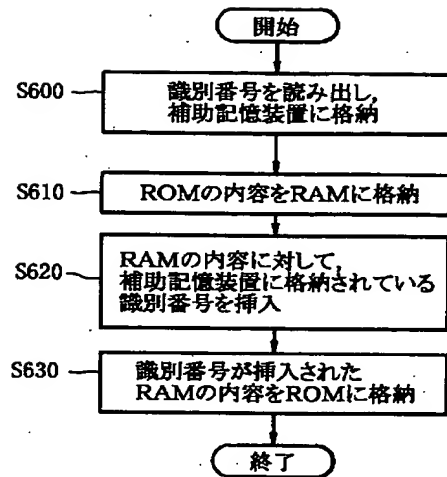 開始
S600
識別番号を読み出し,
補助記憶装置に格納
S610
ROMの内容をRAMに格納
S620
RAMの内容に対して,
補助記憶装置に格納されている
識別番号を挿入
S630
識別番号が挿入された
RAMの内容をROMに格納
終了